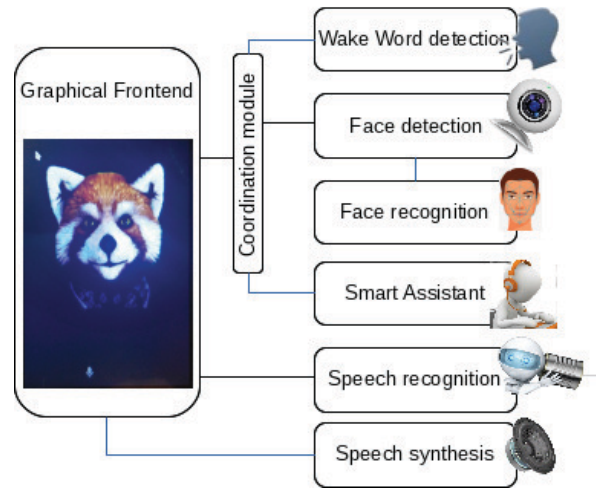 Graphical Frontend
Coordination module
Wake Word detection
Face detection
Face recognition
Smart Assistant
Speech recognition
Speech synthesis